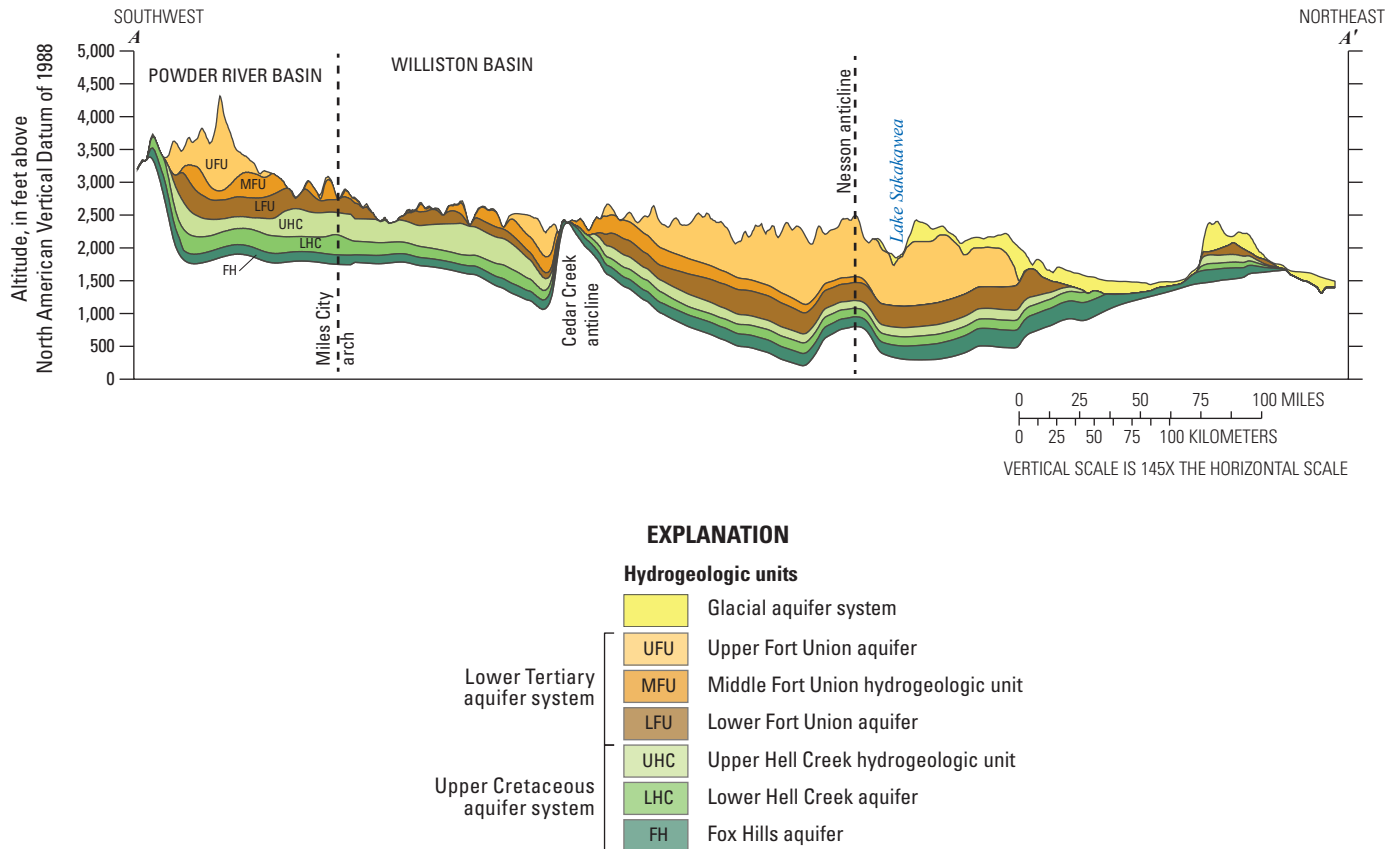 SOUTHWEST
A
NORTHEAST
A′
Altitude, in feet above
North American Vertical Datum of 1988
5,000
4,500
4,000
3,500
3,000
2,500
2,000
1,500
1,000
500
0
POWDER RIVER BASIN
WILLISTON BASIN
UFU
MFU
LFU
UHC
LHC
FH
Miles City
arch
Cedar Creek
anticline
Nesson anticline
Lake Sakakawea
0 25 50 75 100 MILES
0 25 50 75 100 KILOMETERS
VERTICAL SCALE IS 145X THE HORIZONTAL SCALE
EXPLANATION
Hydrogeologic units
Glacial aquifer system
Lower Tertiary
aquifer system
UFU Upper Fort Union aquifer
MFU Middle Fort Union hydrogeologic unit
LFU Lower Fort Union aquifer
Upper Cretaceous
aquifer system
UHC Upper Hell Creek hydrogeologic unit
LHC Lower Hell Creek aquifer
FH Fox Hills aquifer